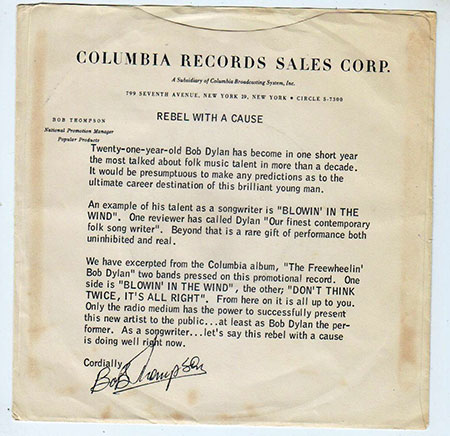 COLUMBIA RECORDS SALES CORP.
A Subsidiary of Columbia Broadcasting System, Inc.
799 SEVENTH AVENUE, NEW YORK 19, NEW YORK • CIRCLE 5-7300
REBEL WITH A CAUSE
BOB THOMPSON
National Promotion Manager
Popular Products
Twenty-one-year-old Bob Dylan has become in one short year
the most talked about folk music talent in more than a decade.
It would be presumptuous to make any predictions as to the
ultimate career destination of this brilliant young man.
An example of his talent as a songwriter is "BLOWIN' IN THE
WIND". One reviewer has called Dylan "Our finest contemporary
folk song writer". Beyond that is a rare gift of performance both
uninhibited and real.
We have excerpted from the Columbia album, "The Freewheelin'
Bob Dylan" two bands pressed on this promotional record. One
side is "BLOWIN' IN THE WIND", the other; "DON'T THINK
TWICE, IT'S ALL RIGHT". From here on it is all up to you.
Only the radio medium has the power to successfully present
this new artist to the public...at least as Bob Dylan the per-
former. As a songwriter...let's say this rebel with a cause
is doing well right now.
Cordially,
Bob Thompson